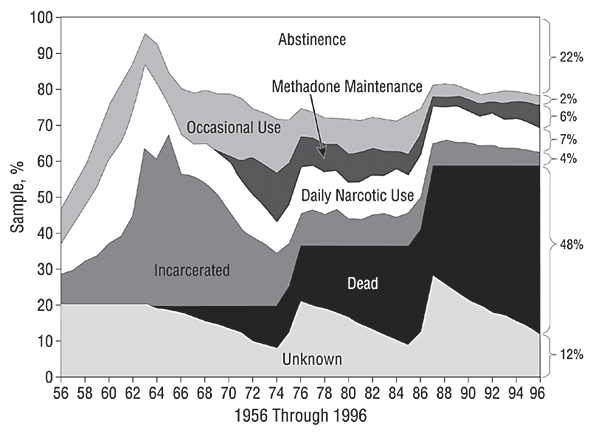 100
90
80
70
60
50
40
30
20
10
0
Sample, %
Abstinence
Methadone Maintenance
Occasional Use
Daily Narcotic Use
Incarcerated
Dead
Unknown
22%
2%
6%
7%
4%
48%
12%
56 58 60 62 64 66 68 70 72 74 76 78 80 82 84 86 88 90 92 94 96
1956 Through 1996